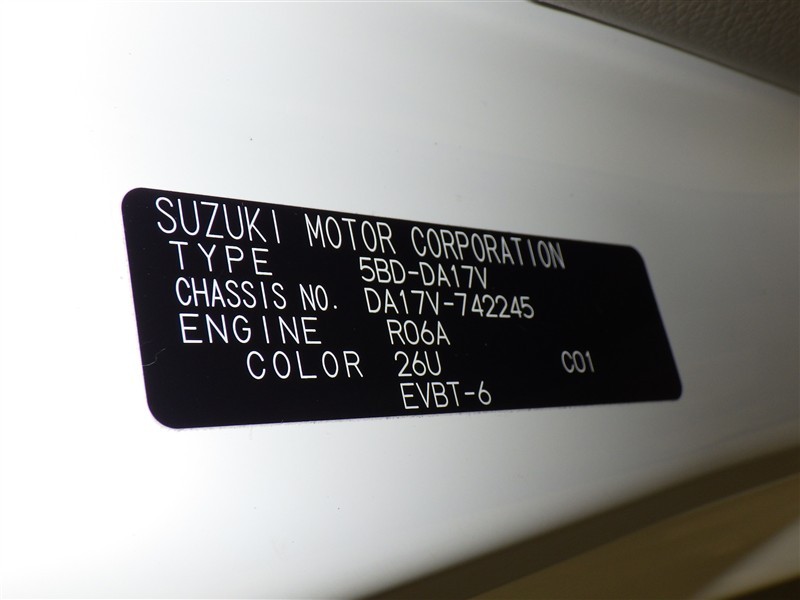 SUZUKI MOTOR CORPORATION
TYPE 5BD-DA17V
CHASSIS NO. DA17V-742245
ENGINE R06A
COLOR 26U C01
EVBT-6